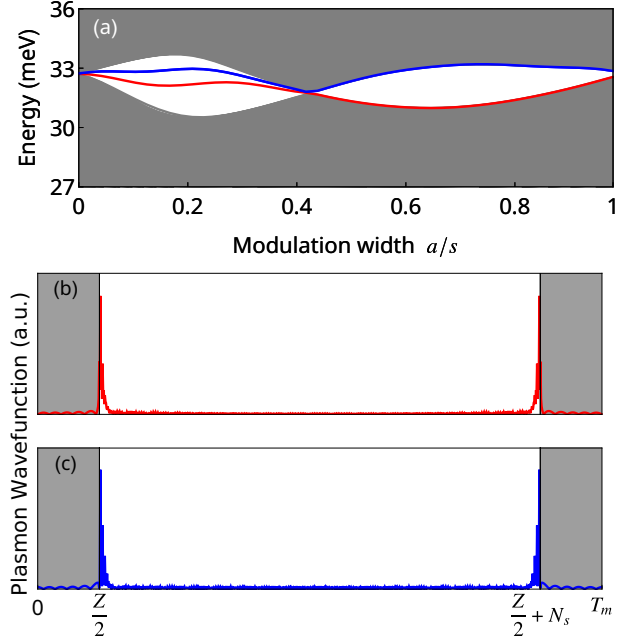 (a)
Energy (meV)
36
33
30
27
0 0.2 0.4 0.6 0.8 1
Modulation width a/s
Plasmon Wavefunction (a.u.)
(b)
(c)
0 Z/2 Z/2 + N_s T_m